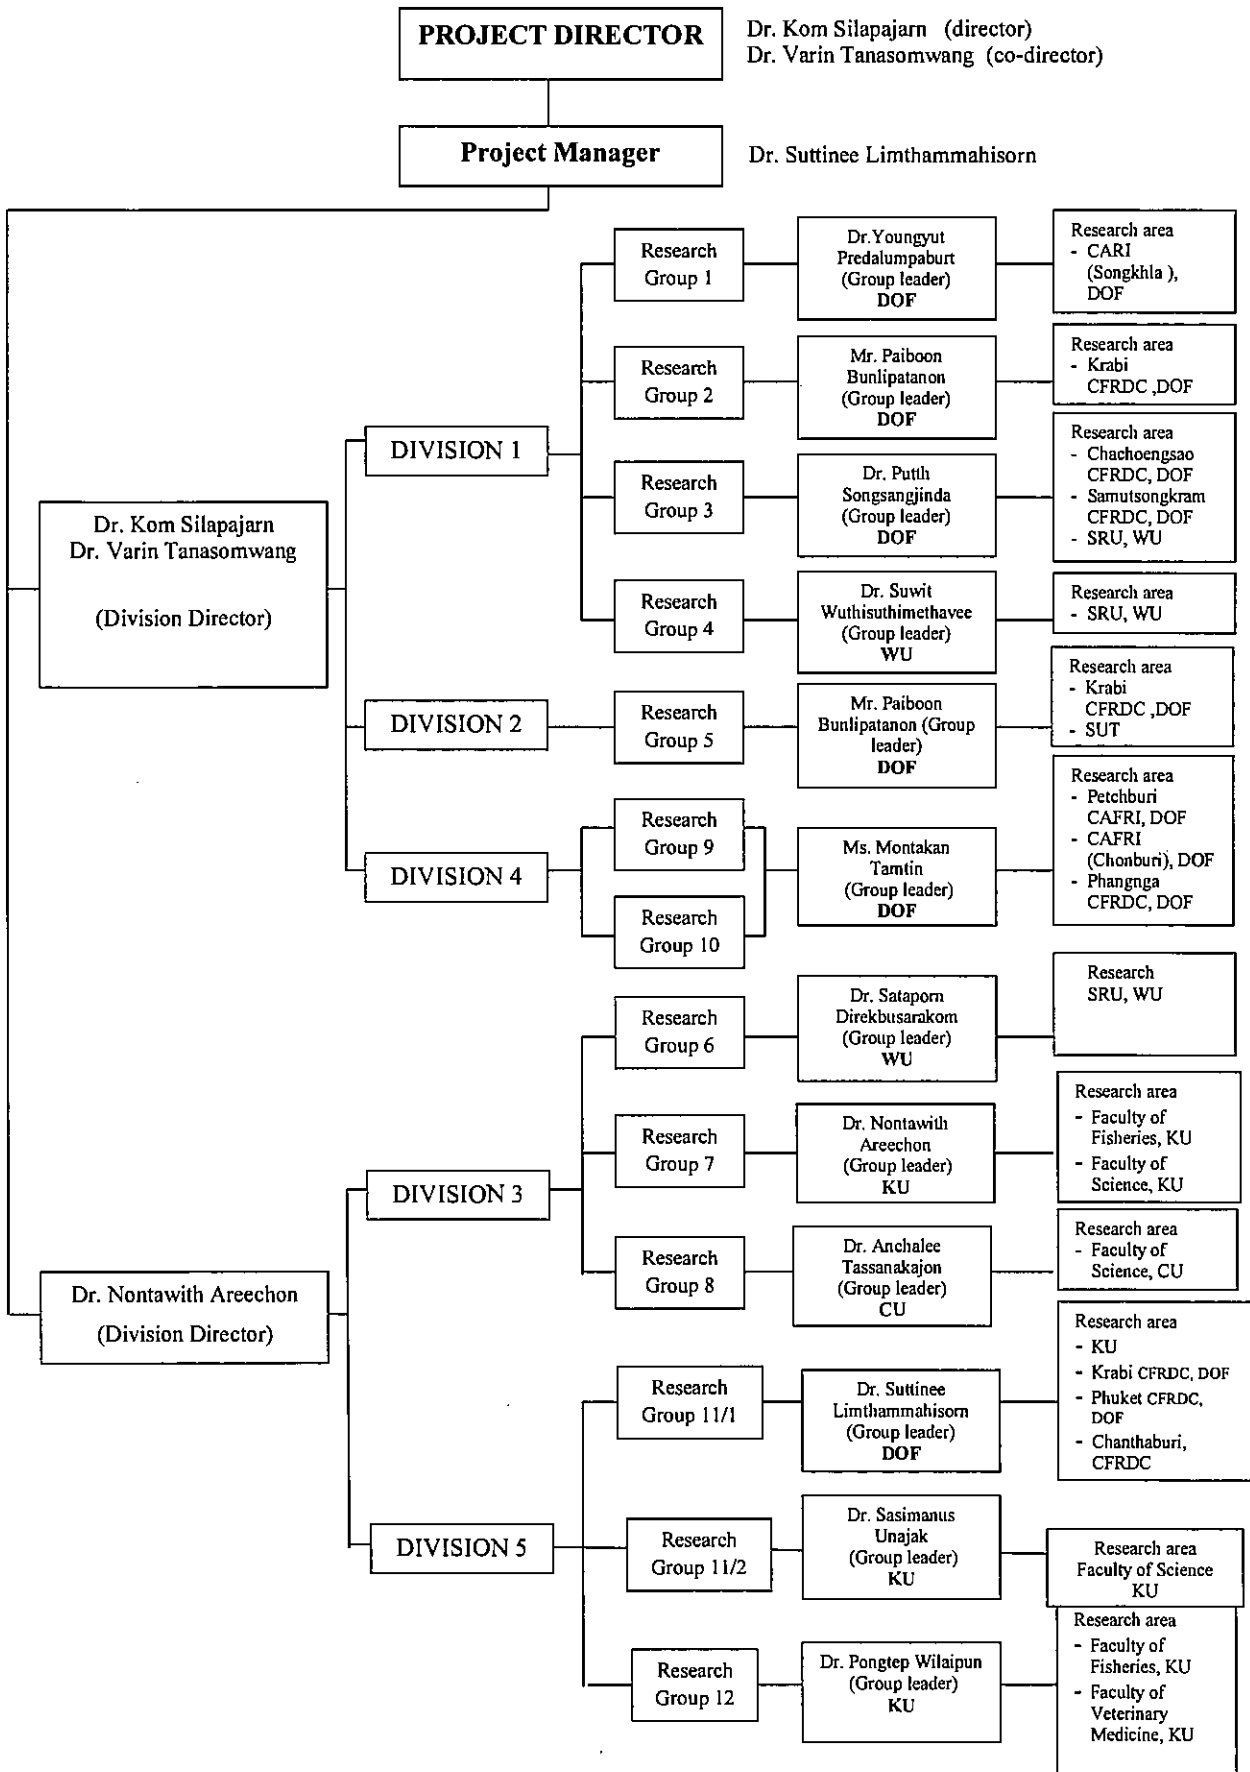 PROJECT DIRECTOR
Dr. Kom Silapajarn (director)
Dr. Varin Tanasomwang (co-director)
Project Manager
Dr. Suttinee Limthammahisorn
Dr. Kom Silapajarn
Dr. Varin Tanasomwang
(Division Director)
DIVISION 1
Research
Group 1
Dr.Youngyut
Predalumpaburt
(Group leader)
DOF
Research area
- CARI
(Songkhla ),
DOF
Research
Group 2
Mr. Paiboon
Bunlipatanon
(Group leader)
DOF
Research area
- Krabi
CFRDC ,DOF
Research
Group 3
Dr. Putth
Songsangjinda
(Group leader)
DOF
Research area
- Chachoengsao
CFRDC, DOF
- Samutsongkram
CFRDC, DOF
- SRU, WU
Research
Group 4
Dr. Suwit
Wuthisuthimethavee
(Group leader)
WU
Research area
- SRU, WU
DIVISION 2
Research
Group 5
Mr. Paiboon
Bunlipatanon (Group
leader)
DOF
Research area
- Krabi
CFRDC ,DOF
- SUT
DIVISION 4
Research
Group 9
Research
Group 10
Ms. Montakan
Tamtin
(Group leader)
DOF
Research area
- Petchburi
CAFRI, DOF
- CAFRI
(Chonburi), DOF
- Phangnga
CFRDC, DOF
Dr. Nontawith Areechon
(Division Director)
DIVISION 3
Research
Group 6
Dr. Sataporn
Direkbusarakom
(Group leader)
WU
Research
SRU, WU
Research
Group 7
Dr. Nontawith
Areechon
(Group leader)
KU
Research area
- Faculty of
Fisheries, KU
- Faculty of
Science, KU
Research
Group 8
Dr. Anchalee
Tassanakajon
(Group leader)
CU
Research area
- Faculty of
Science, CU
DIVISION 5
Research
Group 11/1
Dr. Suttinee
Limthammahisorn
(Group leader)
DOF
Research area
- KU
- Krabi CFRDC, DOF
- Phuket CFRDC,
DOF
- Chanthaburi,
CFRDC
Research
Group 11/2
Dr. Sasimanus
Unajak
(Group leader)
KU
Research area
Faculty of Science
KU
Research
Group 12
Dr. Pongtep Wilaipun
(Group leader)
KU
Research area
- Faculty of
Fisheries, KU
- Faculty of
Veterinary
Medicine, KU